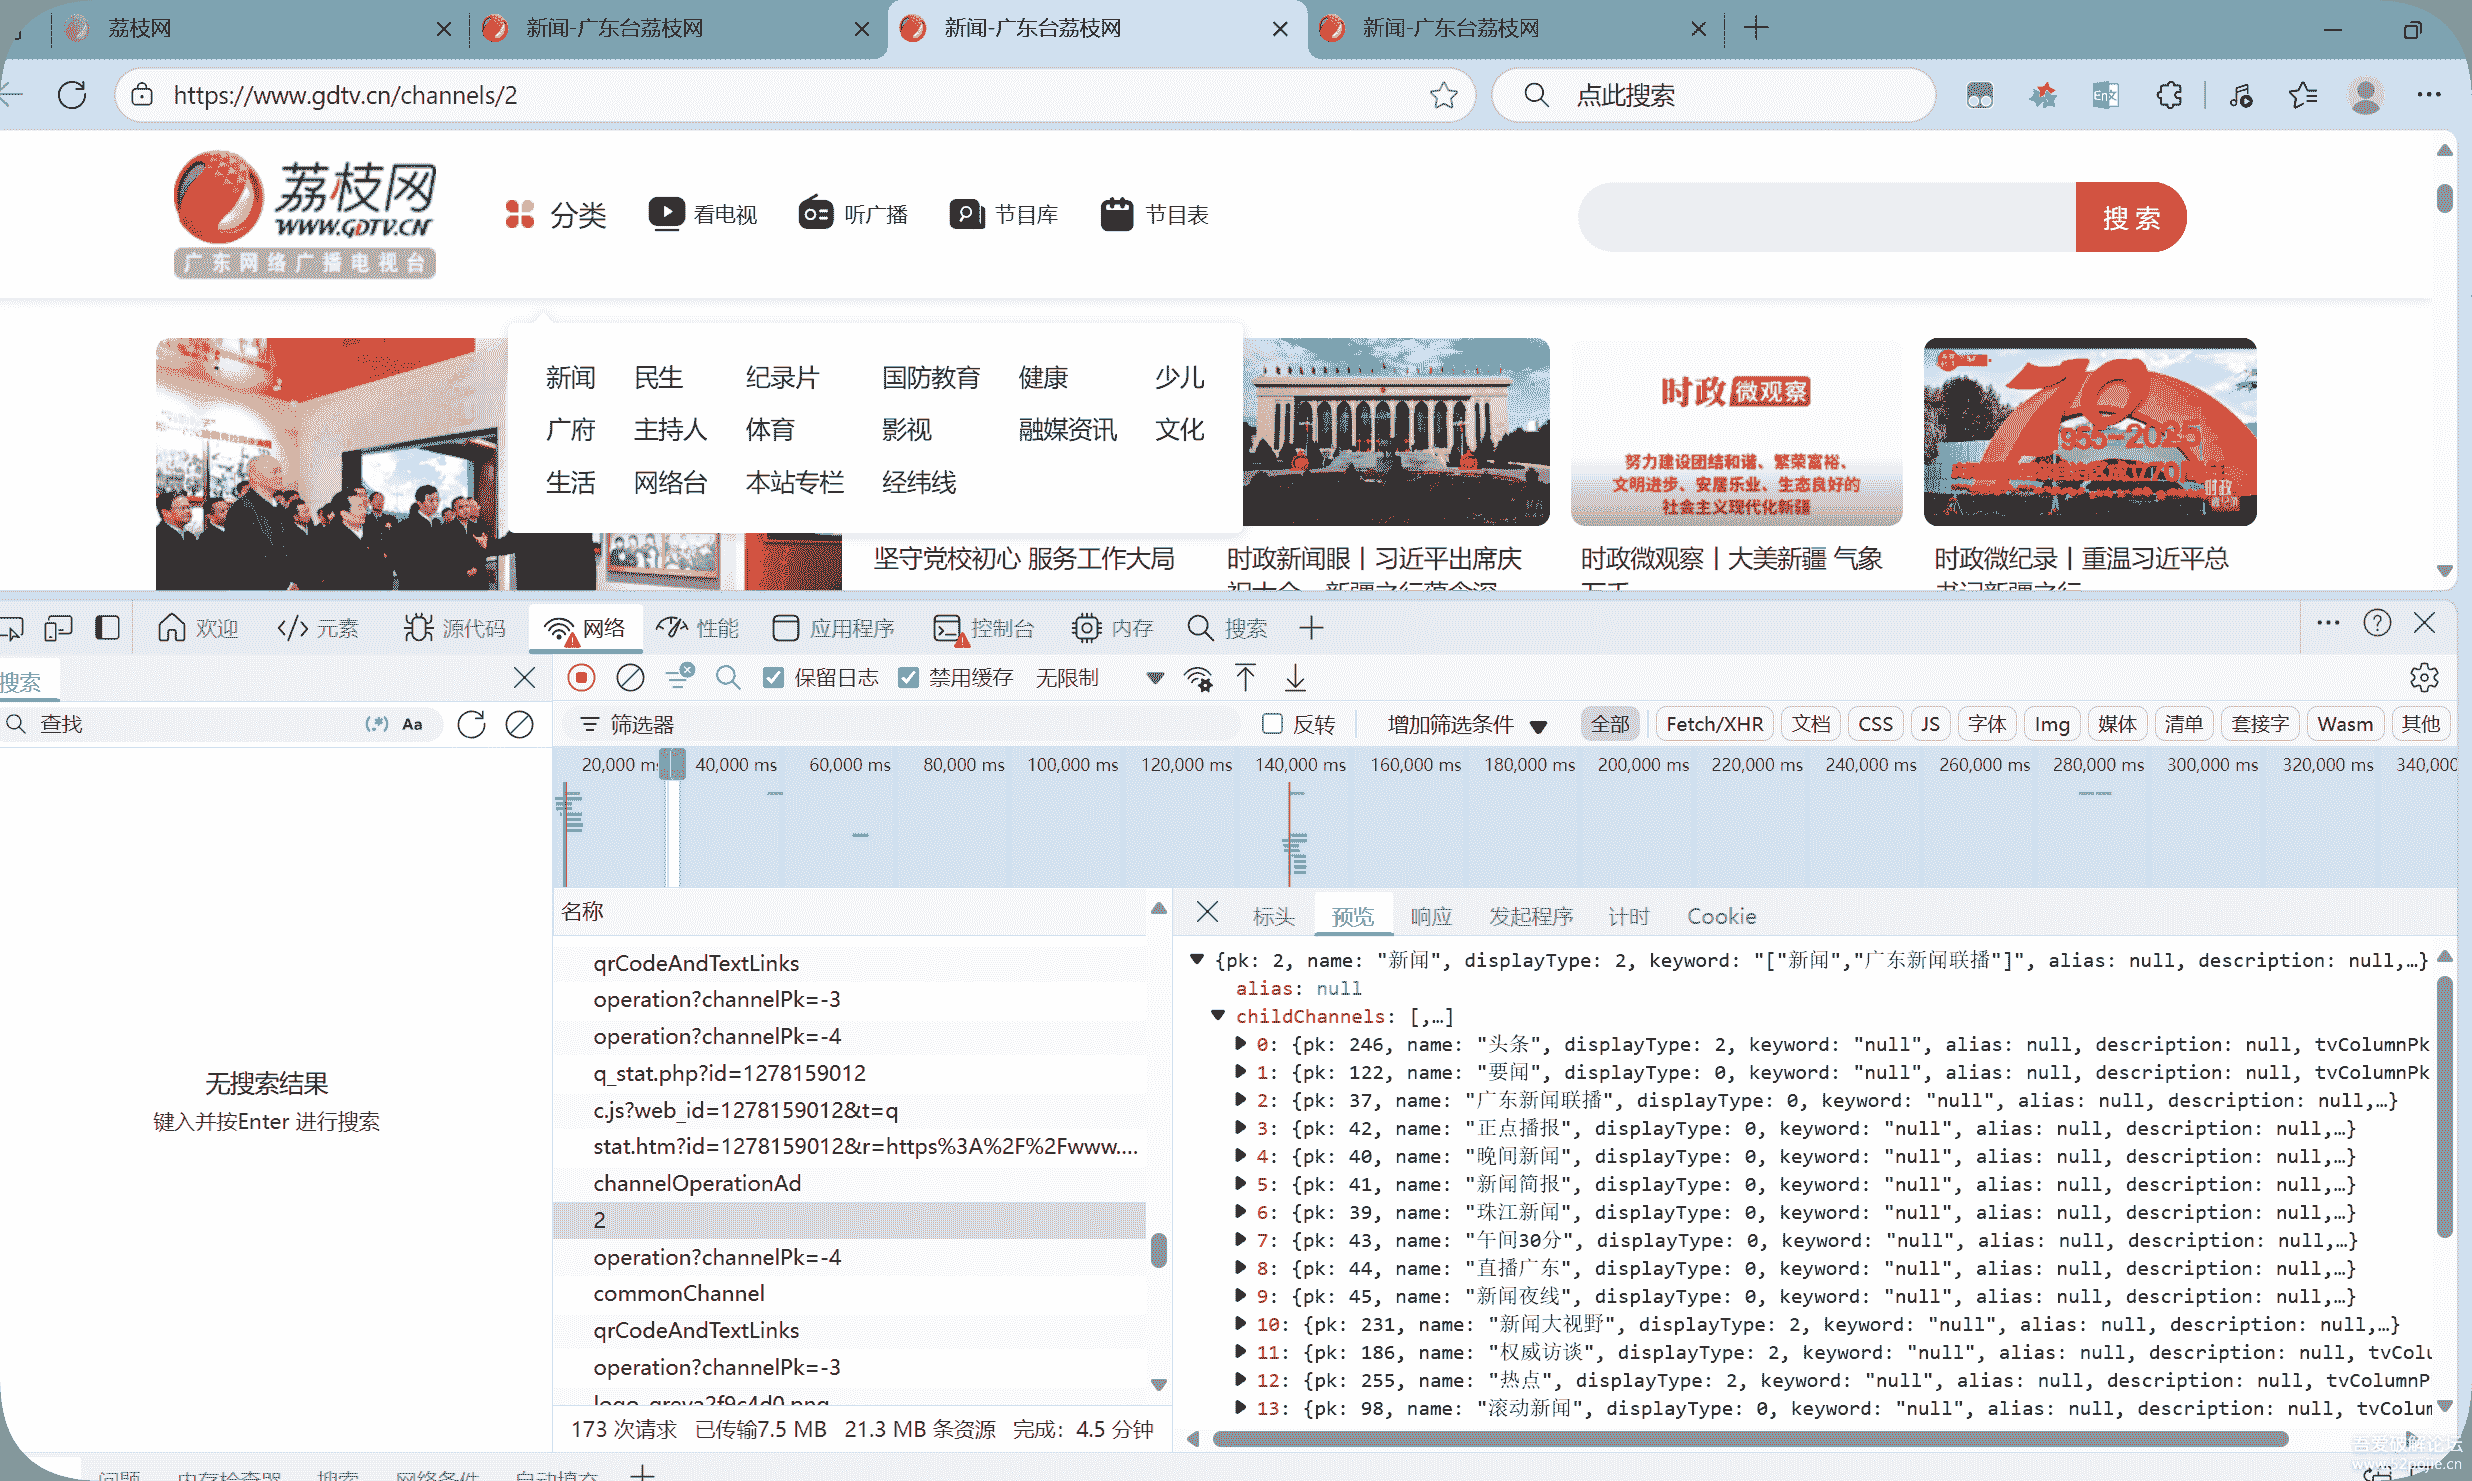 荔枝网
新闻-广东台荔枝网
新闻-广东台荔枝网
新闻-广东台荔枝网
https://www.gdtv.cn/channels/2
点此搜索
荔枝网
WWW.GDTV.CN
广东网络广播电视台
分类 看电视 听广播 节目库 节目表
搜 索
新闻 民生 纪录片 国防教育 健康 少儿
广府 主持人 体育 影视 融媒资讯 文化
生活 网络台 本站专栏 经纬线
时政 微观察
努力建设团结和谐、繁荣富裕、
文明进步、安居乐业、生态良好的
社会主义现代化新疆
坚守党校初心 服务工作大局
时政新闻眼丨习近平出席庆
时政微观察丨大美新疆 气象
时政微纪录丨重温习近平总
欢迎 元素 源代码 网络 性能 应用程序 控制台 内存 搜索
搜索
保留日志 禁用缓存 无限制
查找 (.*) Aa
筛选器 反转 增加筛选条件 全部 Fetch/XHR 文档 CSS JS 字体 Img 媒体 清单 套接字 Wasm 其他
20,000 ms 40,000 ms 60,000 ms 80,000 ms 100,000 ms 120,000 ms 140,000 ms 160,000 ms 180,000 ms 200,000 ms 220,000 ms 240,000 ms 260,000 ms 280,000 ms 300,000 ms 320,000 ms 340,000
无搜索结果
键入并按Enter 进行搜索
名称
qrCodeAndTextLinks
operation?channelPk=-3
operation?channelPk=-4
q_stat.php?id=1278159012
c.js?web_id=1278159012&t=q
stat.htm?id=1278159012&r=https%3A%2F%2Fwww....
channelOperationAd
2
operation?channelPk=-4
commonChannel
qrCodeAndTextLinks
operation?channelPk=-3
173 次请求 已传输7.5 MB 21.3 MB 条资源 完成：4.5 分钟
标头 预览 响应 发起程序 计时 Cookie
{pk: 2, name: "新闻", displayType: 2, keyword: "["新闻","广东新闻联播"]", alias: null, description: null,…}
alias: null
childChannels: [,…]
0: {pk: 246, name: "头条", displayType: 2, keyword: "null", alias: null, description: null, tvColumnPk
1: {pk: 122, name: "要闻", displayType: 0, keyword: "null", alias: null, description: null, tvColumnPk
2: {pk: 37, name: "广东新闻联播", displayType: 0, keyword: "null", alias: null, description: null,…}
3: {pk: 42, name: "正点播报", displayType: 0, keyword: "null", alias: null, description: null,…}
4: {pk: 40, name: "晚间新闻", displayType: 0, keyword: "null", alias: null, description: null,…}
5: {pk: 41, name: "新闻简报", displayType: 0, keyword: "null", alias: null, description: null,…}
6: {pk: 39, name: "珠江新闻", displayType: 0, keyword: "null", alias: null, description: null,…}
7: {pk: 43, name: "午间30分", displayType: 0, keyword: "null", alias: null, description: null,…}
8: {pk: 44, name: "直播广东", displayType: 0, keyword: "null", alias: null, description: null,…}
9: {pk: 45, name: "新闻夜线", displayType: 0, keyword: "null", alias: null, description: null,…}
10: {pk: 231, name: "新闻大视野", displayType: 2, keyword: "null", alias: null, description: null,…}
11: {pk: 186, name: "权威访谈", displayType: 2, keyword: "null", alias: null, description: null, tvColu
12: {pk: 255, name: "热点", displayType: 2, keyword: "null", alias: null, description: null, tvColumnP
13: {pk: 98, name: "滚动新闻", displayType: 0, keyword: "null", alias: null, description: null, tvColum
吾爱破解论坛
www.52pojie.cn